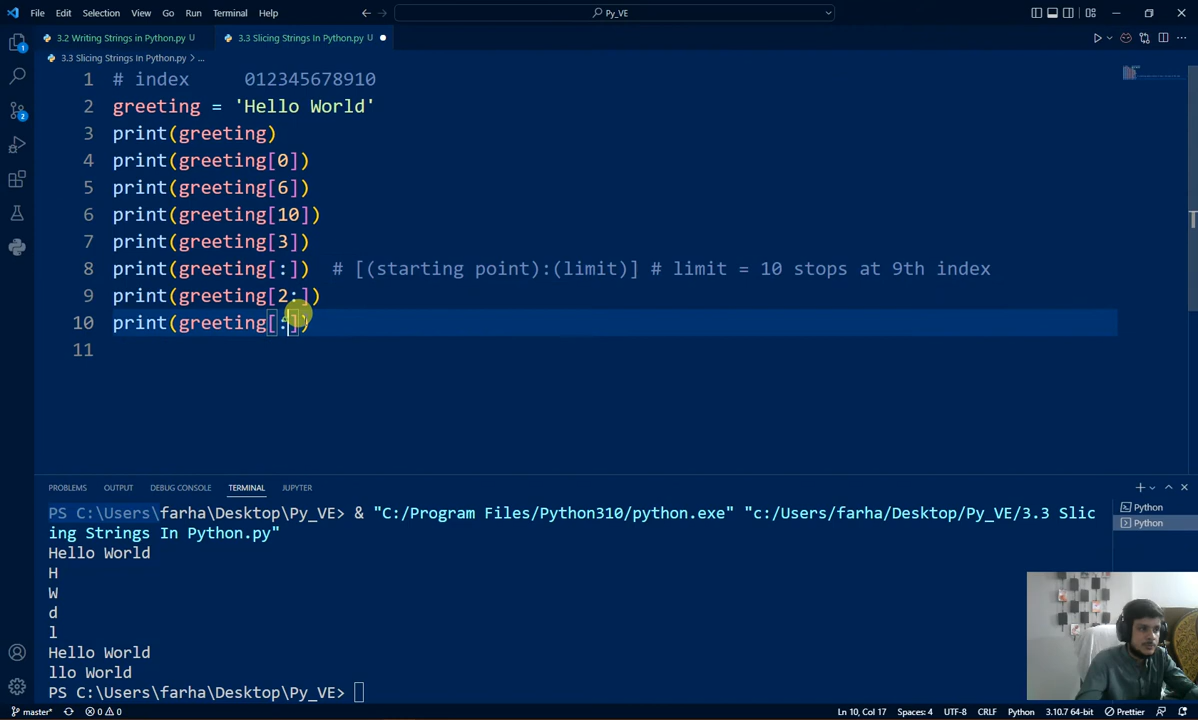 File Edit Selection View Go Run Terminal Help
Py_VE
3.2 Writing Strings in Python.py U
3.3 Slicing Strings In Python.py U
3.3 Slicing Strings In Python.py > ...
1 # index     012345678910
2 greeting = 'Hello World'
3 print(greeting)
4 print(greeting[0])
5 print(greeting[6])
6 print(greeting[10])
7 print(greeting[3])
8 print(greeting[:])  # [(starting point):(limit)] # limit = 10 stops at 9th index
9 print(greeting[2:])
10 print(greeting[:])
11
PROBLEMS OUTPUT DEBUG CONSOLE TERMINAL JUPYTER
PS C:\Users\farha\Desktop\Py_VE> & "C:/Program Files/Python310/python.exe" "c:/Users/farha/Desktop/Py_VE/3.3 Slic
ing Strings In Python.py"
Hello World
H
W
d
l
Hello World
llo World
PS C:\Users\farha\Desktop\Py_VE>
Python
Python
1
2
master* 0 0 Ln 10, Col 17 Spaces: 4 UTF-8 CRLF Python 3.10.7 64-bit Prettier